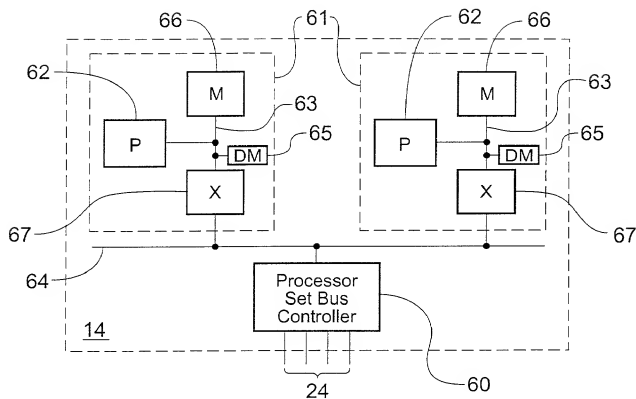 66 61 62 66
62
M
63
65
P
DM
X
67
M
63
65
P
DM
X
67
64
Processor
Set Bus
Controller
14
24
60